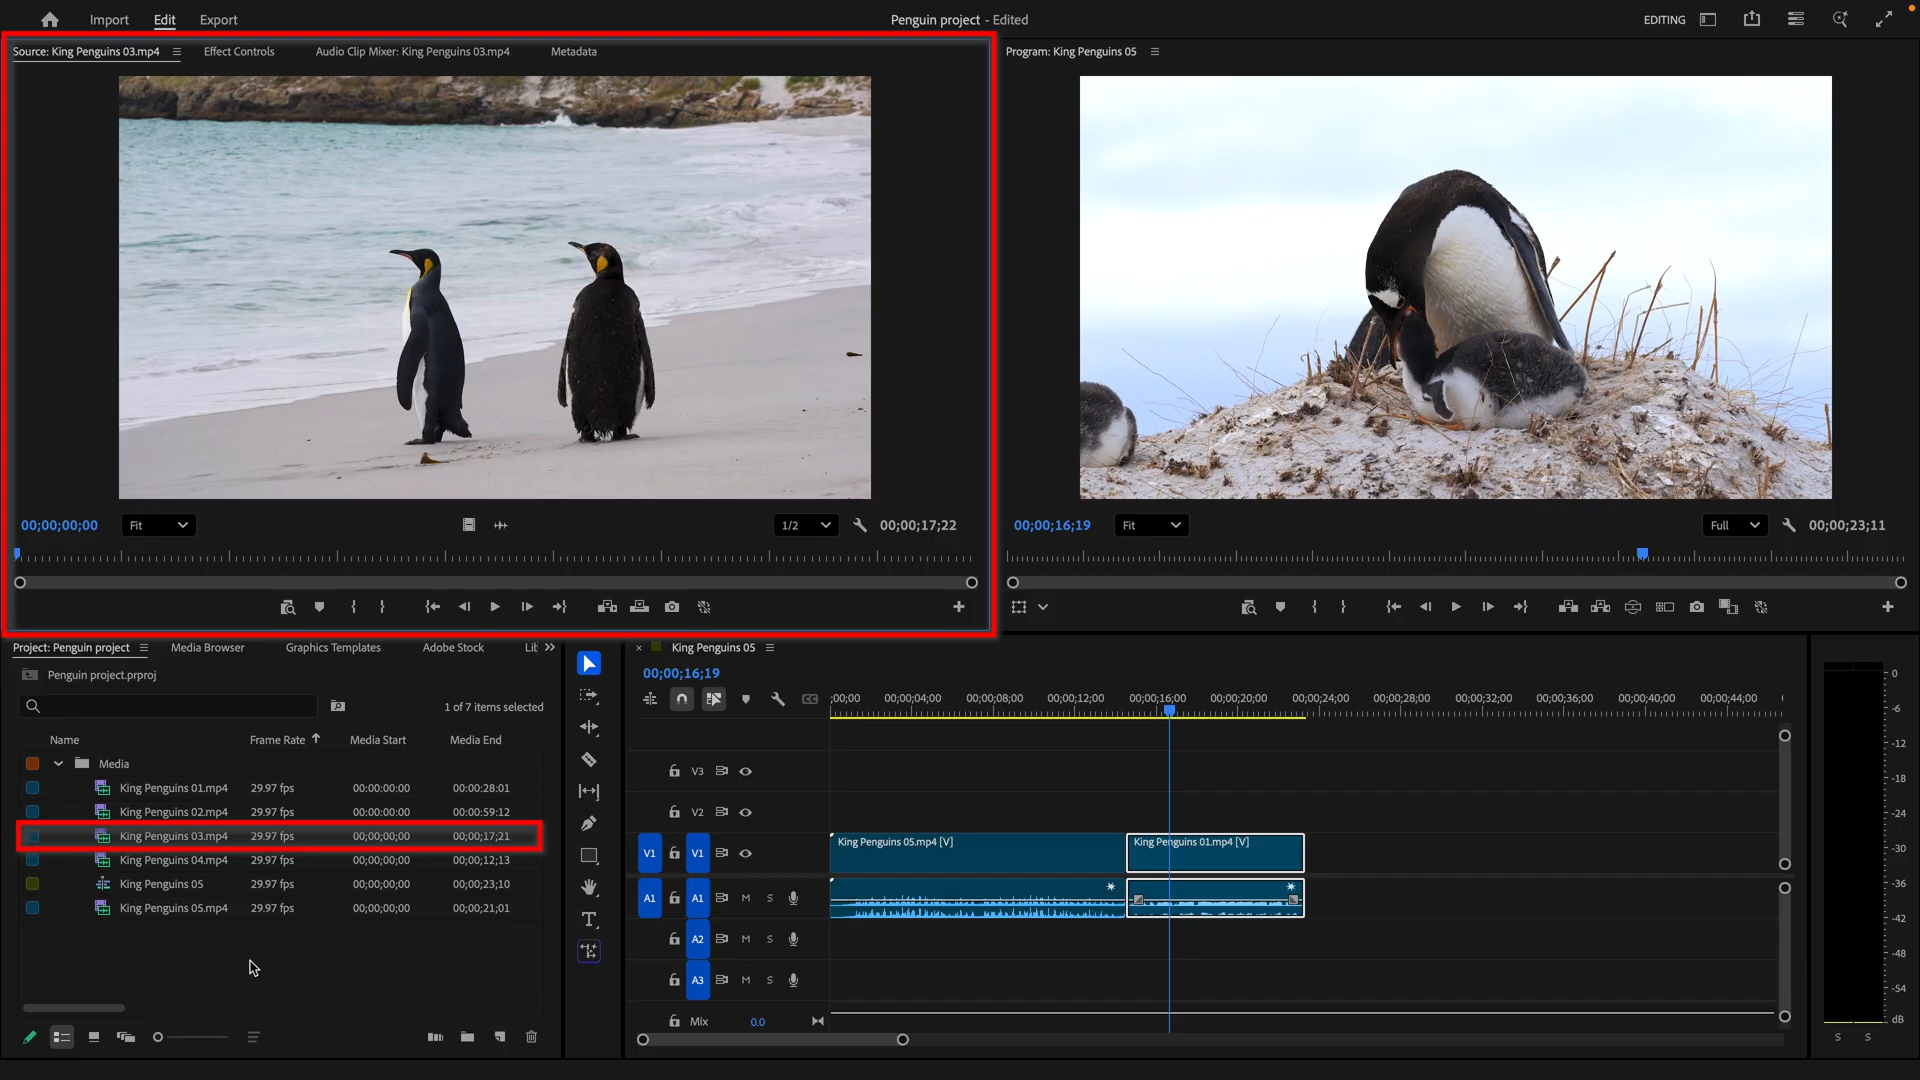 Import Edit Export Penguin project - Edited EDITING
Source: King Penguins 03.mp4 Effect Controls Audio Clip Mixer: King Penguins 03.mp4 Metadata Program: King Penguins 05
00;00;00;00 Fit 1/2 00;00;17;22 00;00;16;19 Fit Full 00;00;23;11
Project: Penguin project Media Browser Graphics Templates Adobe Stock Lit
Penguin project.prproj
1 of 7 items selected
Name Frame Rate Media Start Media End
Media
King Penguins 01.mp4 29.97 fps 00:00:00:00 00:00:28:01
King Penguins 02.mp4 29.97 fps 00:00:00:00 00:00:59:12
King Penguins 03.mp4 29.97 fps 00;00;00;00 00;00;17;21
King Penguins 04.mp4 29.97 fps 00;00;00;00 00;00;12;13
King Penguins 05 29.97 fps 00;00;00;00 00;00;23;10
King Penguins 05.mp4 29.97 fps 00;00;00;00 00;00;21;01
× King Penguins 05
00;00;16;19
CC ;00;00 00;00;04;00 00;00;08;00 00;00;12;00 00;00;16;00 00;00;20;00 00;00;24;00 00;00;28;00 00;00;32;00 00;00;36;00 00;00;40;00 00;00;44;00
V3
V2
V1 V1 King Penguins 05.mp4 [V] King Penguins 01.mp4 [V]
A1 A1 M S
A2 M S
A3 M S
Mix 0.0
0
-6
-12
-18
-24
-30
-36
-42
-48
-54
dB
S S